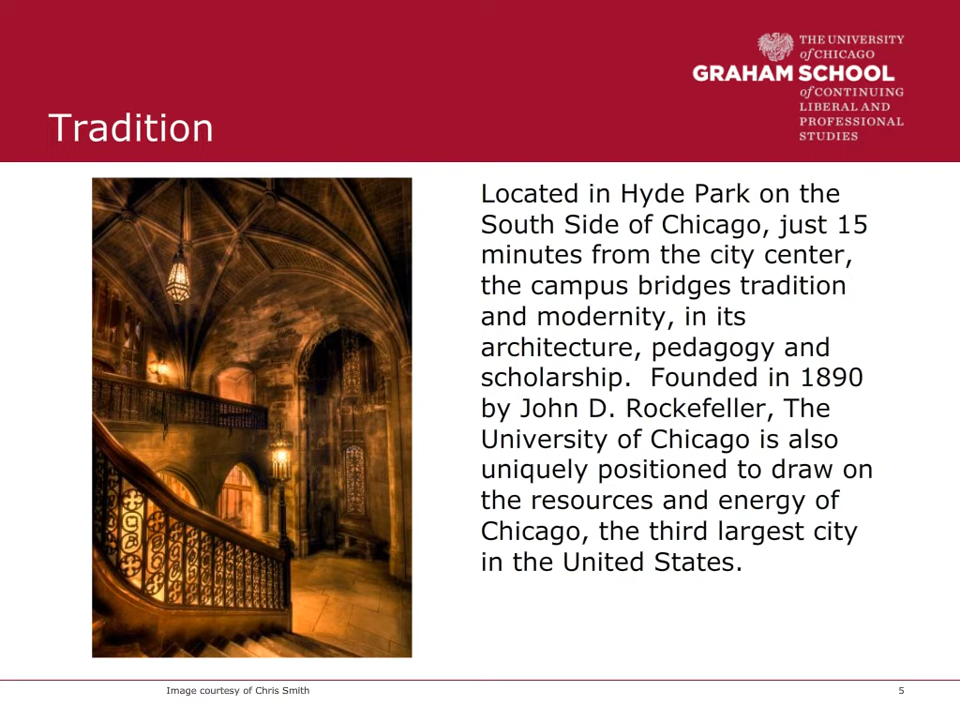 THE UNIVERSITY
of CHICAGO
GRAHAM SCHOOL
of CONTINUING
LIBERAL AND
PROFESSIONAL
STUDIES
Tradition
Located in Hyde Park on the
South Side of Chicago, just 15
minutes from the city center,
the campus bridges tradition
and modernity, in its
architecture, pedagogy and
scholarship.  Founded in 1890
by John D. Rockefeller, The
University of Chicago is also
uniquely positioned to draw on
the resources and energy of
Chicago, the third largest city
in the United States.
Image courtesy of Chris Smith
5